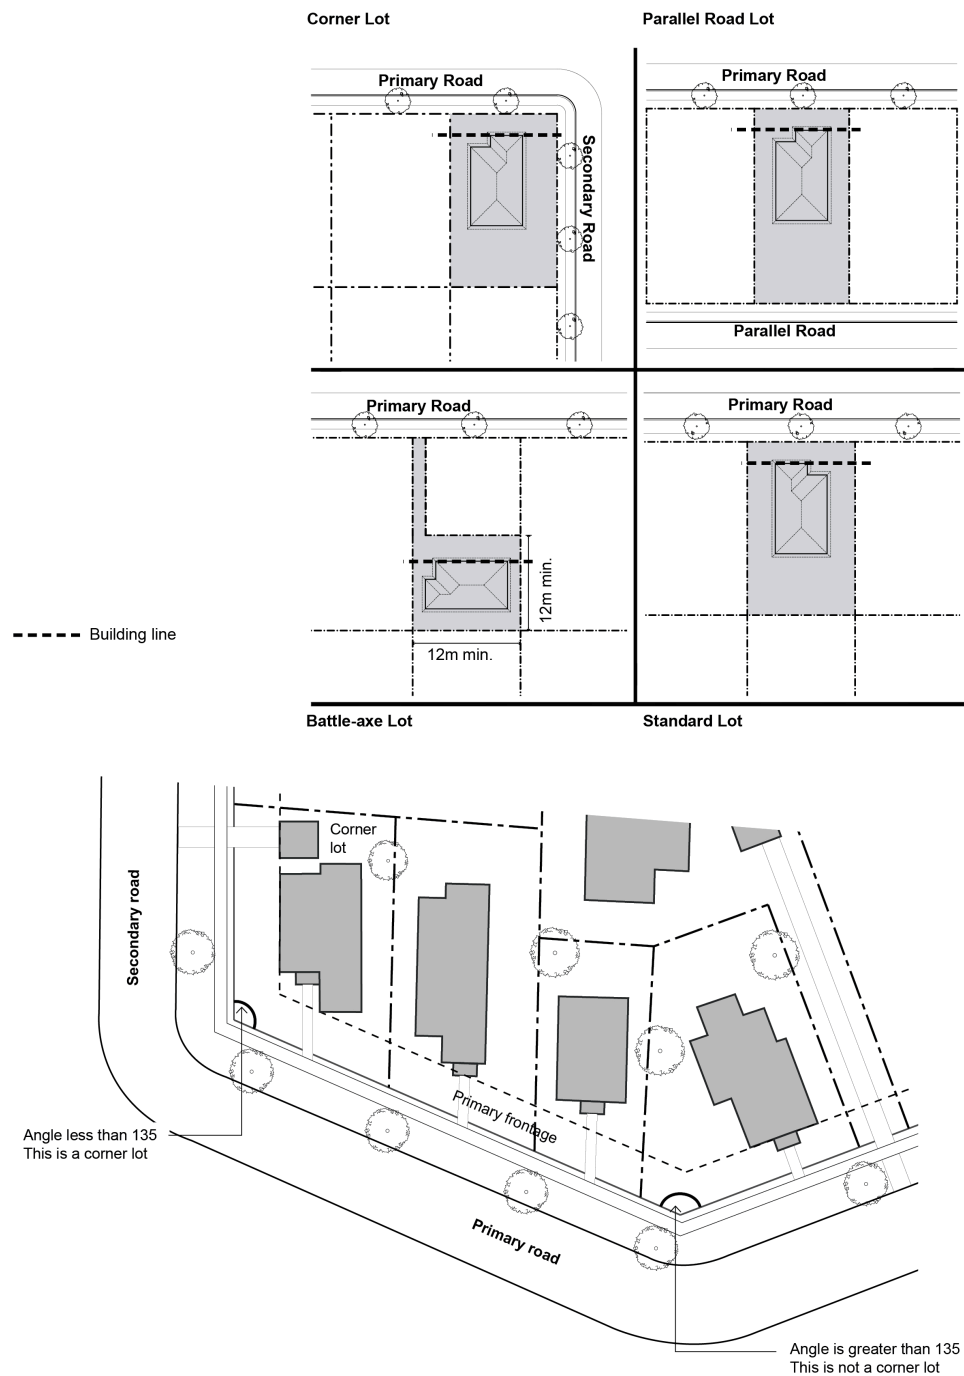 Corner Lot
Parallel Road Lot
Primary Road
Secondary Road
Primary Road
Parallel Road
Primary Road
12m min.
12m min.
Primary Road
Building line
Battle-axe Lot
Standard Lot
Corner
lot
Secondary road
Primary frontage
Angle less than 135
This is a corner lot
Primary road
Angle is greater than 135
This is not a corner lot